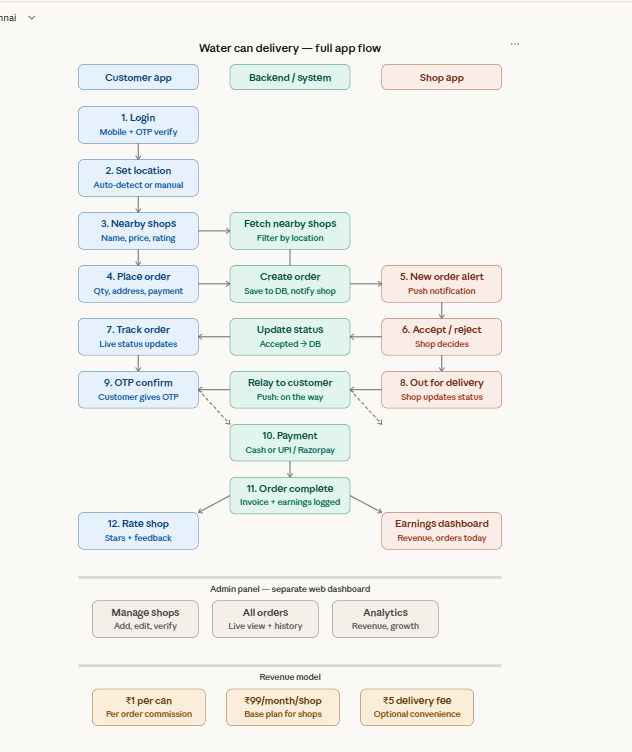 Water can delivery — full app flow
...
Customer app
Backend / system
Shop app
1. Login
Mobile + OTP verify
2. Set location
Auto-detect or manual
3. Nearby shops
Name, price, rating
Fetch nearby shops
Filter by location
4. Place order
Qty, address, payment
Create order
Save to DB, notify shop
5. New order alert
Push notification
7. Track order
Live status updates
Update status
Accepted → DB
6. Accept / reject
Shop decides
9. OTP confirm
Customer gives OTP
Relay to customer
Push: on the way
8. Out for delivery
Shop updates status
10. Payment
Cash or UPI / Razorpay
11. Order complete
Invoice + earnings logged
12. Rate shop
Stars + feedback
Earnings dashboard
Revenue, orders today
Admin panel — separate web dashboard
Manage shops
Add, edit, verify
All orders
Live view + history
Analytics
Revenue, growth
Revenue model
₹1 per can
Per order commission
₹99/month/shop
Base plan for shops
₹5 delivery fee
Optional convenience